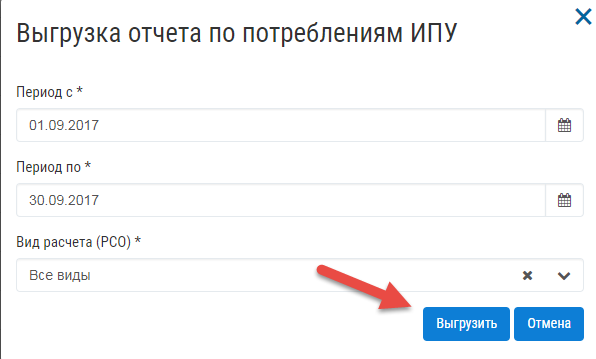 Выгрузка отчета по потреблениям ИПУ
Период с *
01.09.2017
Период по *
30.09.2017
Вид расчета (РСО) *
Все виды
Выгрузить Отмена